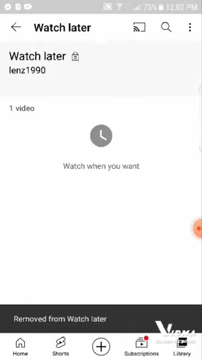 75% 12:02 PM
Watch later
Watch later
lenz1990
1 video
Watch when you want
Removed from Watch later
Home
Shorts
Subscriptions
Library